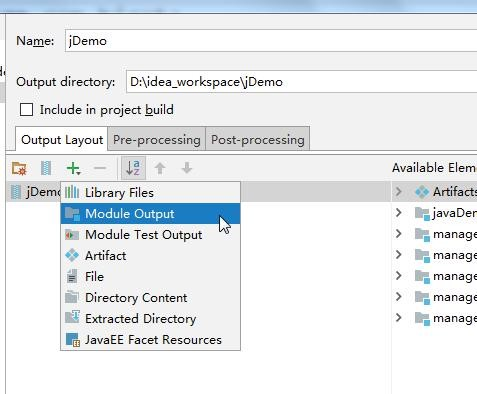 Name: jDemo
Output directory: D:\idea_workspace\jDemo
Include in project build
Output Layout Pre-processing Post-processing
Available Eleme
jDemo Artifacts
Library Files
Module Output javaDem
Module Test Output manage
Artifact manage
File manage
Directory Content manage
Extracted Directory manage
JavaEE Facet Resources